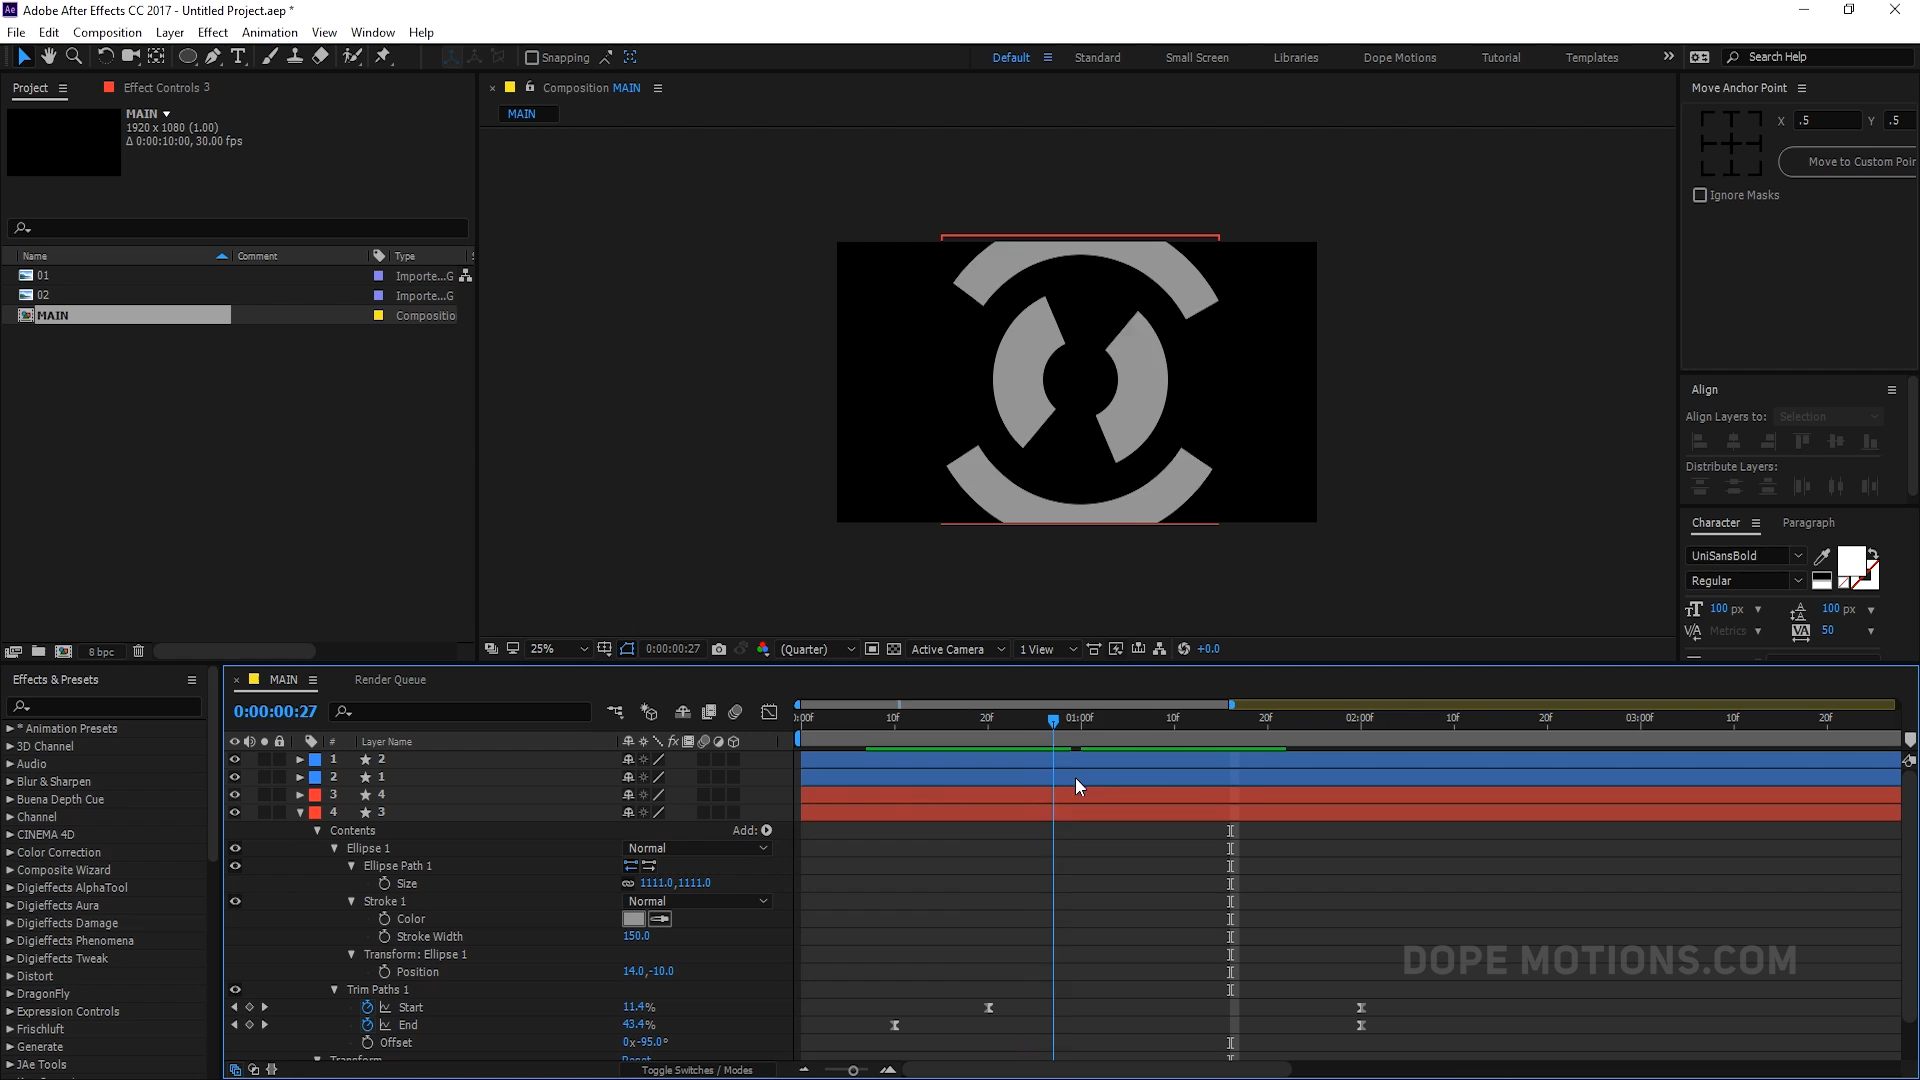 Adobe After Effects CC 2017 - Untitled Project.aep *
File Edit Composition Layer Effect Animation View Window Help
Snapping
Default Standard Small Screen Libraries Dope Motions Tutorial Templates
Search Help
Project Effect Controls 3
MAIN
1920 x 1080 (1.00)
Δ 0:00:10:00, 30.00 fps
Name Comment Type
01 Importe...G
02 Importe...G
MAIN Compositio
8 bpc
Composition MAIN
MAIN
25% 0:00:00:27 (Quarter) Active Camera 1 View +0.0
Move Anchor Point
X .5 Y .5
Move to Custom Poir
Ignore Masks
Align
Align Layers to: Selection
Distribute Layers:
Character Paragraph
UniSansBold
Regular
100 px 100 px
Metrics 50
Effects & Presets
* Animation Presets
3D Channel
Audio
Blur & Sharpen
Buena Depth Cue
Channel
CINEMA 4D
Color Correction
Composite Wizard
Digieffects AlphaTool
Digieffects Aura
Digieffects Damage
Digieffects Phenomena
Digieffects Tweak
Distort
DragonFly
Expression Controls
Frischluft
Generate
JAe Tools
MAIN Render Queue
0:00:00:27
:00f 10f 20f 01:00f 10f 20f 02:00f 10f 20f 03:00f 10f 20f
# Layer Name
1 2
2 1
3 4
4 3
Contents Add:
Ellipse 1 Normal
Ellipse Path 1
Size 1111.0,1111.0
Stroke 1 Normal
Color
Stroke Width 150.0
Transform: Ellipse 1
Position 14.0,-10.0
Trim Paths 1
Start 11.4%
End 43.4%
Offset 0x-95.0°
Transform Reset
Toggle Switches / Modes
DOPE MOTIONS.COM